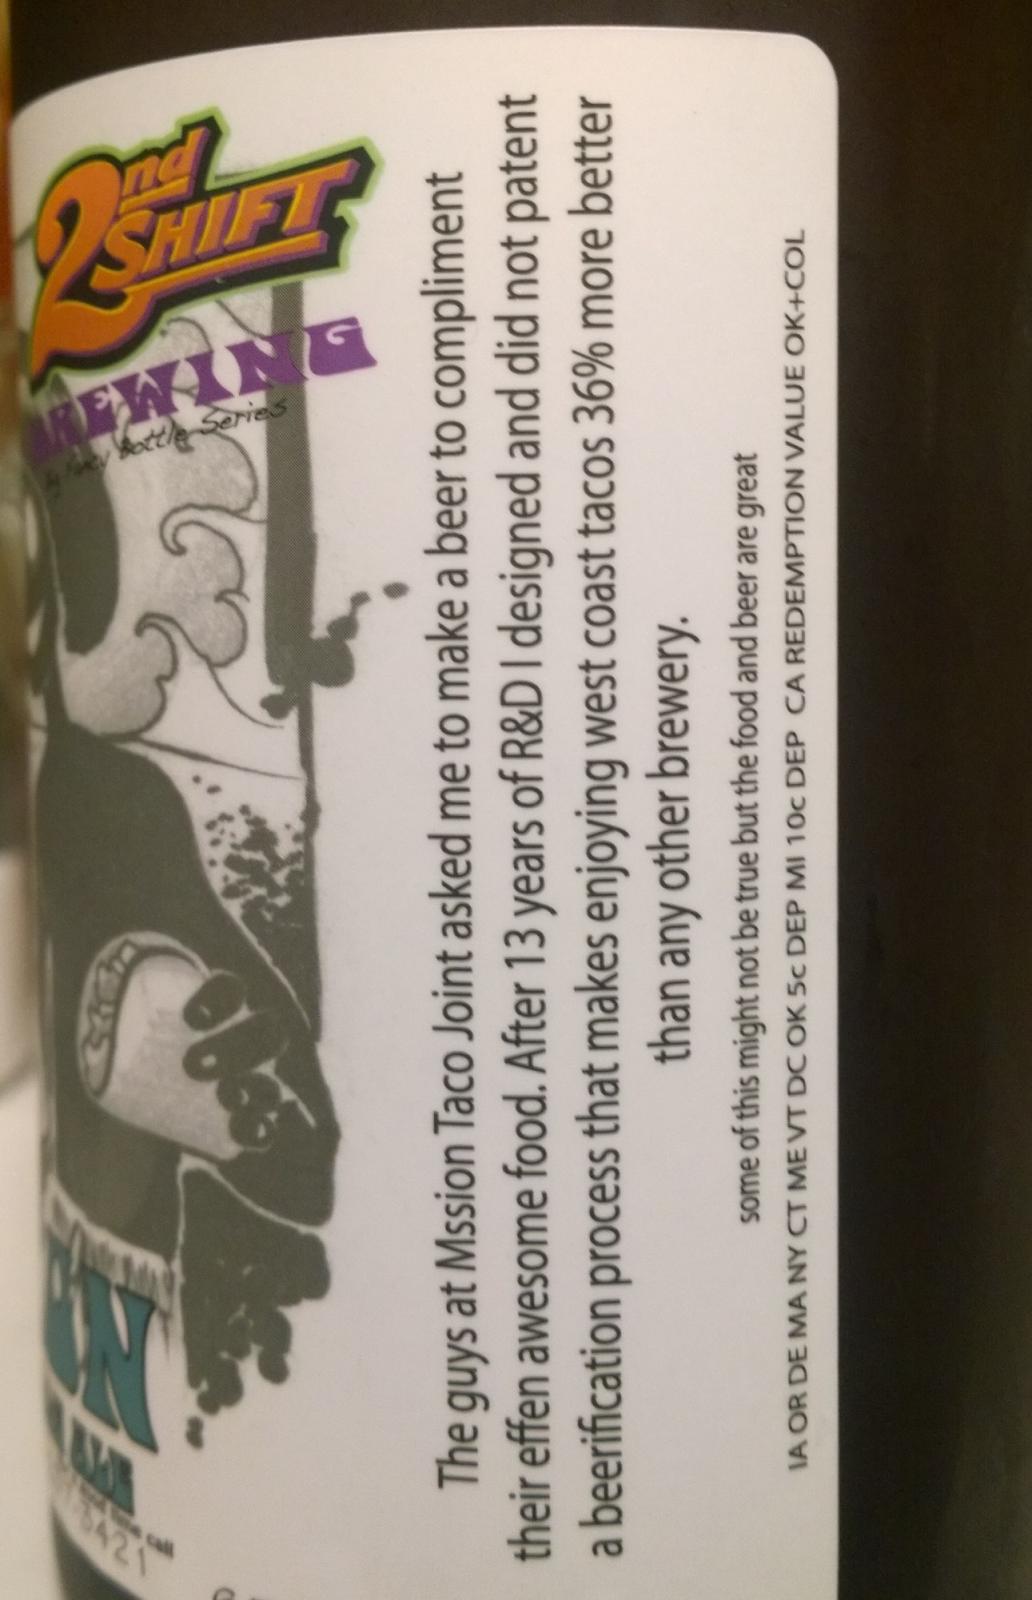 2nd
SHIFT
BREWING
Bottle Series
The guys at Mssion Taco Joint asked me to make a beer to compliment
their effen awesome food. After 13 years of R&D I designed and did not patent
a beerification process that makes enjoying west coast tacos 36% more better
than any other brewery.
some of this might not be true but the food and beer are great
IA OR DE MA NY CT ME VT DC OK 5c DEP MI 10c DEP CA REDEMPTION VALUE OK+COL
ALE
call